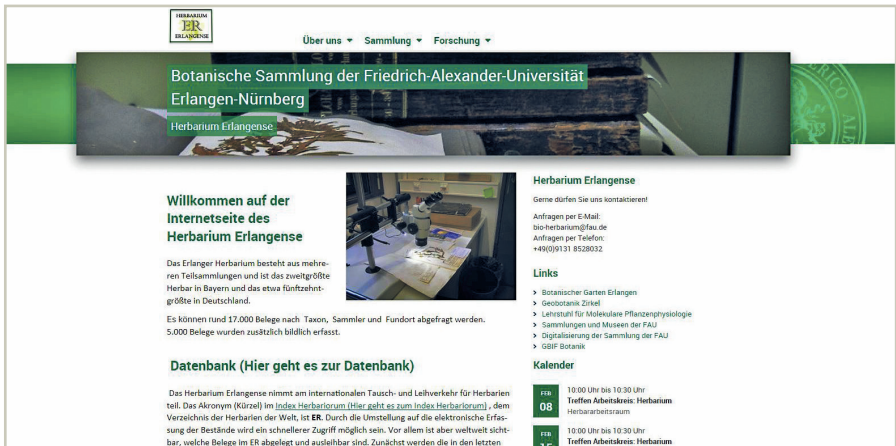 HERBARIUM
ER
ERLANGENSE
Über uns Sammlung Forschung
Botanische Sammlung der Friedrich-Alexander-Universität
Erlangen-Nürnberg
Herbarium Erlangense
Willkommen auf der
Internetseite des
Herbarium Erlangense
Das Erlanger Herbarium besteht aus mehre-
ren Teilsammlungen und ist das zweitgrößte
Herbar in Bayern und das etwa fünfzehnt-
größte in Deutschland.
Es können rund 17.000 Belege nach Taxon, Sammler und Fundort abgefragt werden.
5.000 Belege wurden zusätzlich bildlich erfasst.
Datenbank (Hier geht es zur Datenbank)
Das Herbarium Erlangense nimmt am internationalen Tausch- und Leihverkehr für Herbarien
teil. Das Akronym (Kürzel) im Index Herbariorum (Hier geht es zum Index Herbariorum) , dem
Verzeichnis der Herbarien der Welt, ist ER. Durch die Umstellung auf die elektronische Erfas-
sung der Bestände wird ein schnellerer Zugriff möglich sein. Vor allem ist aber weltweit sicht-
bar, welche Belege im ER abgelegt und ausleihbar sind. Zunächst werden die in den letzten
Herbarium Erlangense
Gerne dürfen Sie uns kontaktieren!
Anfragen per E-Mail:
bio-herbarium@fau.de
Anfragen per Telefon:
+49(0)9131 8528032
Links
Botanischer Garten Erlangen
Geobotanik Zirkel
Lehrstuhl für Molekulare Pflanzenphysiologie
Sammlungen und Museen der FAU
Digitalisierung der Sammlung der FAU
GBIF Botanik
Kalender
FEB
08
10:00 Uhr bis 10:30 Uhr
Treffen Arbeitskreis: Herbarium
Herbararbeitsraum
FEB
15
10:00 Uhr bis 10:30 Uhr
Treffen Arbeitskreis: Herbarium